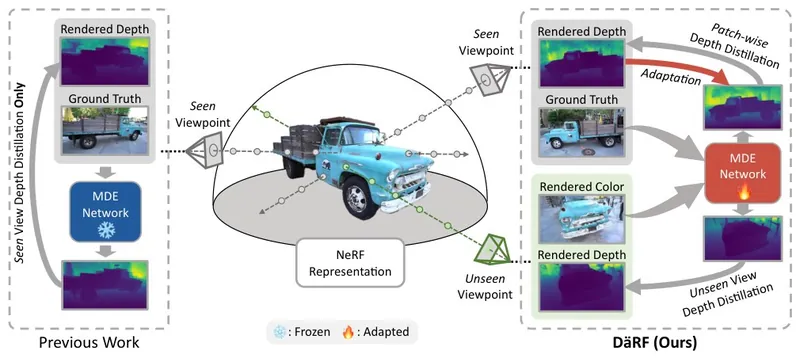 Seen View Depth Distillation Only
Rendered Depth
Ground Truth
MDE
Network
Previous Work
Seen
Viewpoint
NeRF
Representation
: Frozen
: Adapted
Seen
Viewpoint
Unseen
Viewpoint
Rendered Depth
Ground Truth
Rendered Color
Rendered Depth
Patch-wise
Depth Distillation
Adaptation
MDE
Network
Unseen View
Depth Distillation
DäRF (Ours)